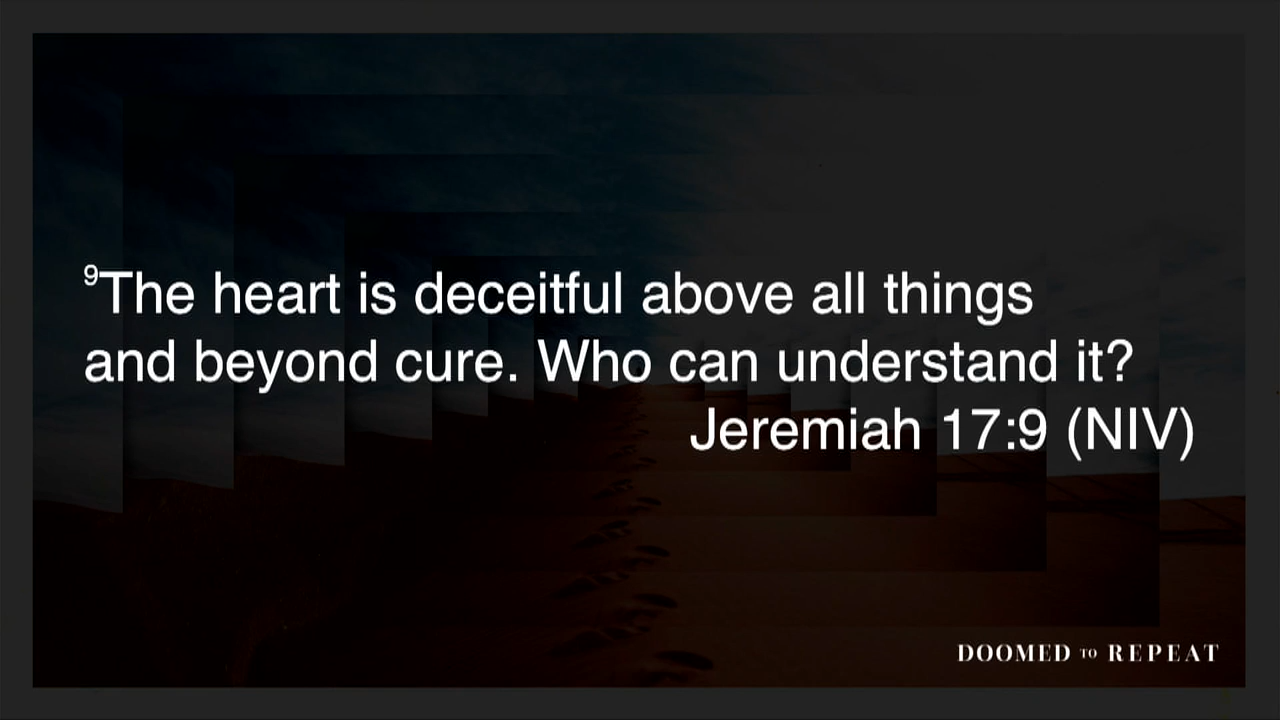 ⁹The heart is deceitful above all things
and beyond cure. Who can understand it?
Jeremiah 17:9 (NIV)
DOOMED TO REPEAT